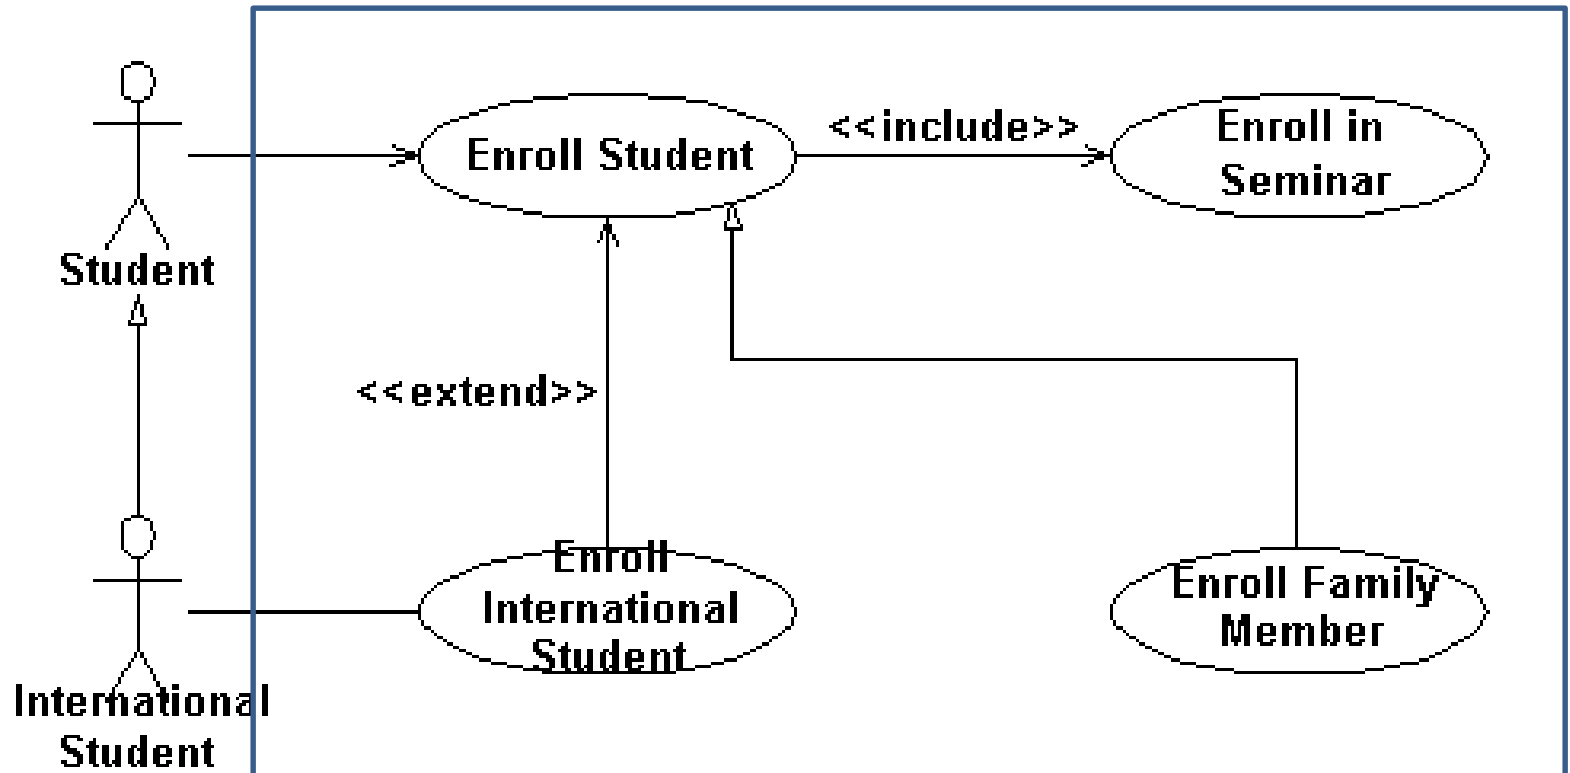 <<include>>
Enroll Student
Enroll in
Seminar
Student
<<extend>>
Enroll
International
Student
Enroll Family
Member
International
Student